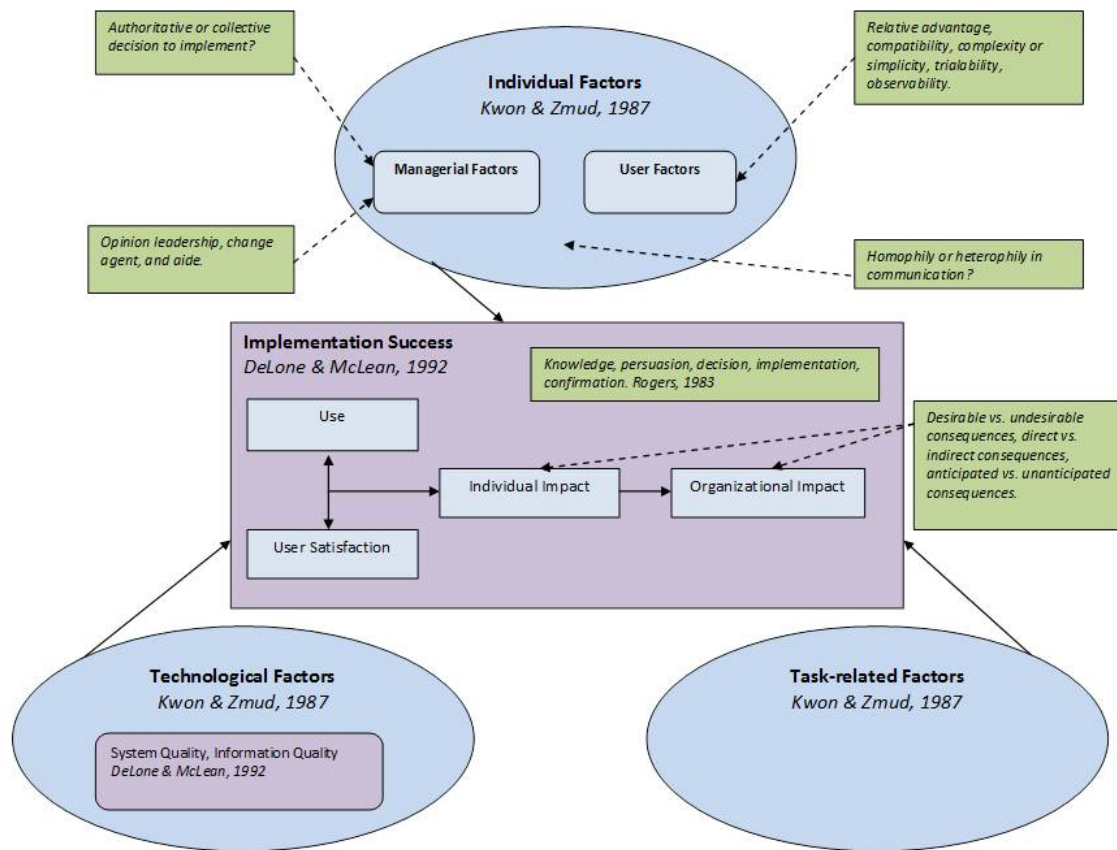 Authoritative or collective
decision to implement?
Relative advantage,
compatibility, complexity or
simplicity, trialability,
observability.
Individual Factors
Kwon & Zmud, 1987
Managerial Factors
User Factors
Opinion leadership, change
agent, and aide.
Homophily or heterophily in
communication?
Implementation Success
DeLone & McLean, 1992
Knowledge, persuasion, decision, implementation,
confirmation. Rogers, 1983
Use
Desirable vs. undesirable
consequences, direct vs.
indirect consequences,
anticipated vs. unanticipated
consequences.
Individual Impact
Organizational Impact
User Satisfaction
Technological Factors
Kwon & Zmud, 1987
System Quality, Information Quality
DeLone & McLean, 1992
Task-related Factors
Kwon & Zmud, 1987